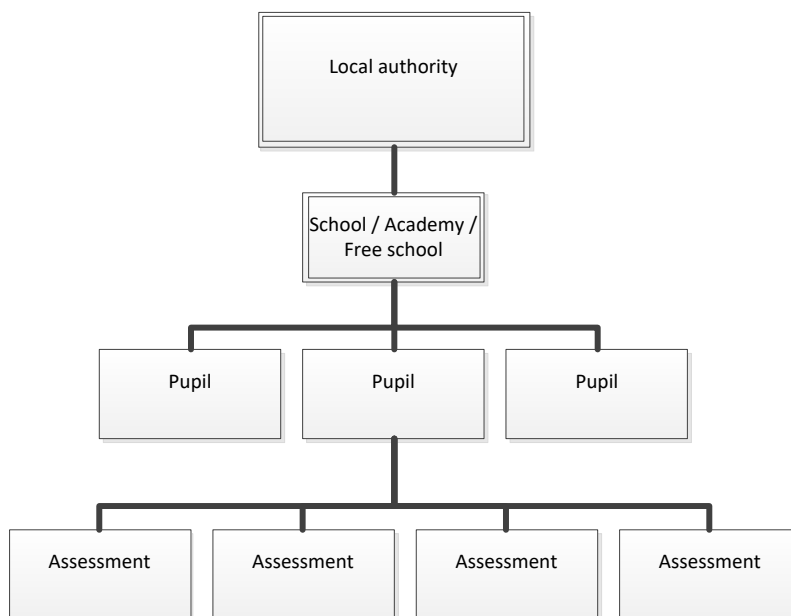 Local authority
School / Academy /
Free school
Pupil
Pupil
Pupil
Assessment
Assessment
Assessment
Assessment